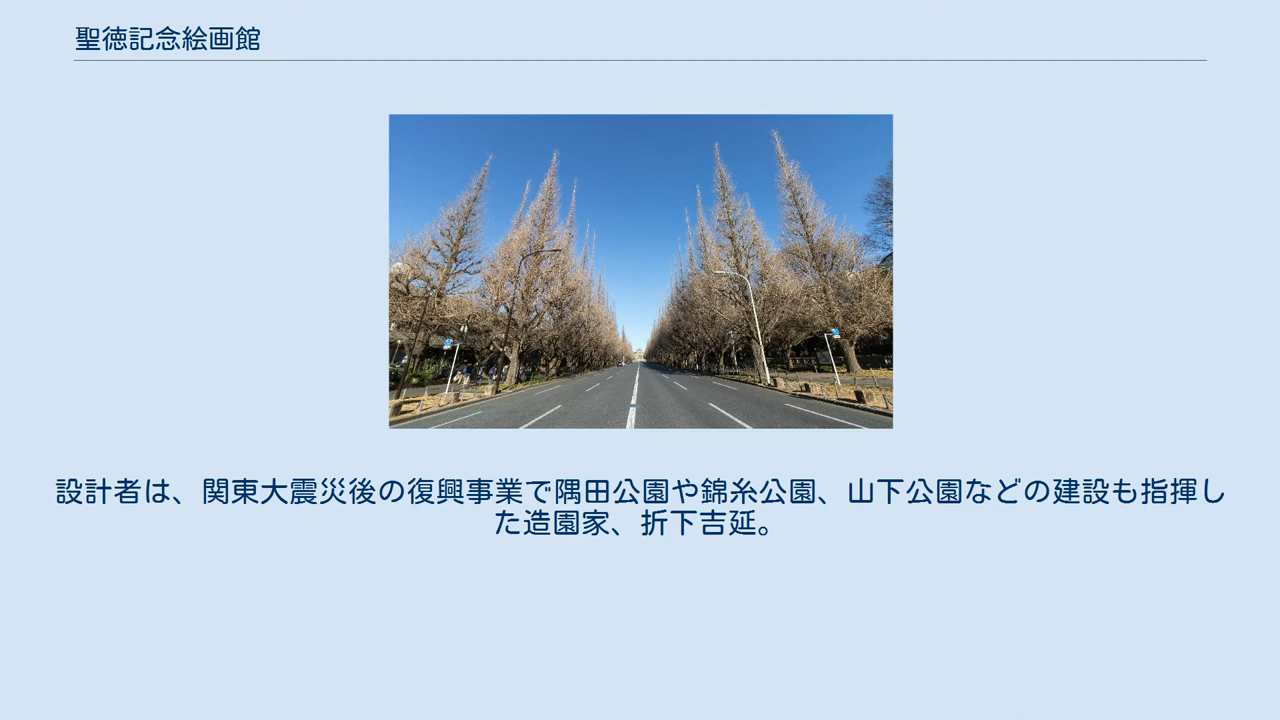 聖徳記念絵画館
設計者は、関東大震災後の復興事業で隅田公園や錦糸公園、山下公園などの建設も指揮し
た造園家、折下吉延。